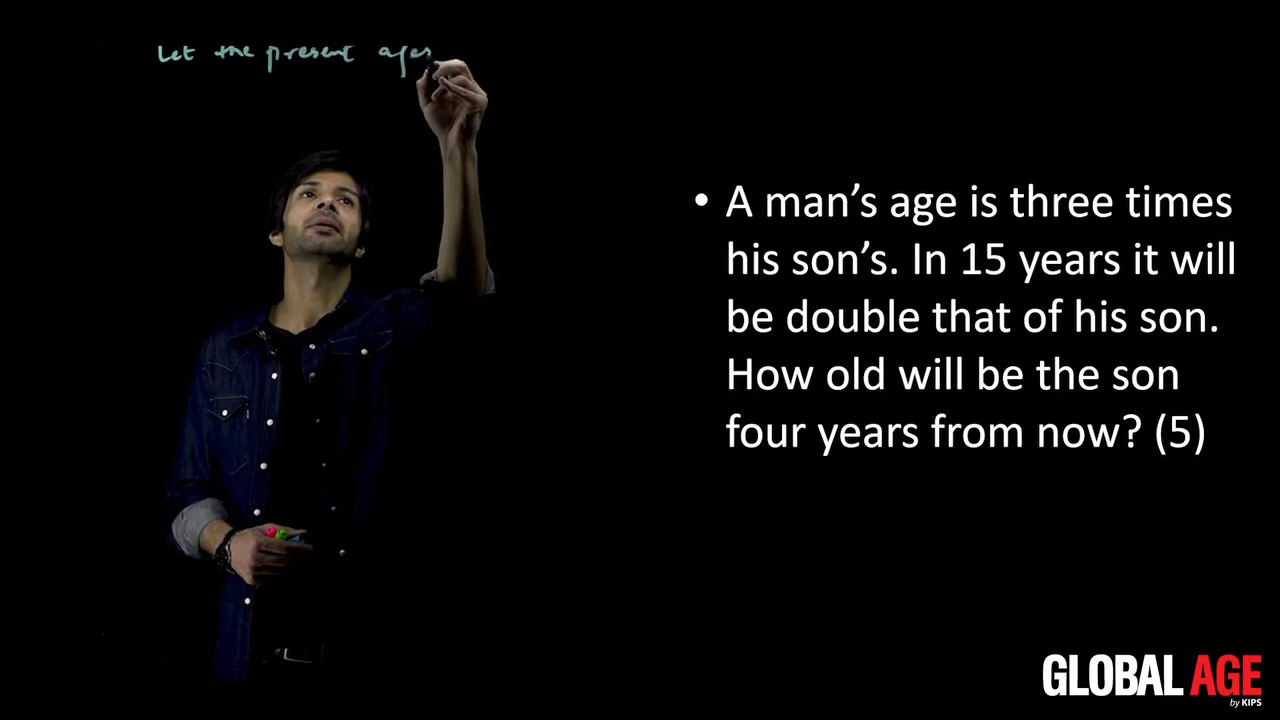 Let the present ages
• A man’s age is three times
his son’s. In 15 years it will
be double that of his son.
How old will be the son
four years from now? (5)
GLOBAL AGE
by KIPS